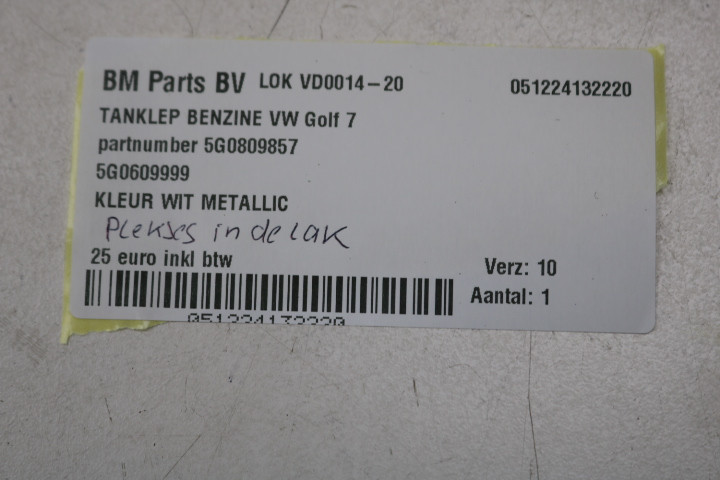 BM Parts BV LOK VD0014-20 051224132220
TANKLEP BENZINE VW Golf 7
partnumber 5G0809857
5G0609999
KLEUR WIT METALLIC
Plekjes in de lak
25 euro inkl btw
Verz: 10
Aantal: 1
051224132220